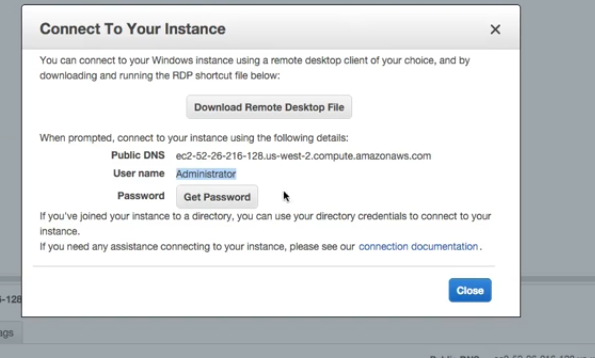 Connect To Your Instance
You can connect to your Windows instance using a remote desktop client of your choice, and by
downloading and running the RDP shortcut file below:
Download Remote Desktop File
When prompted, connect to your instance using the following details:
Public DNS ec2-52-26-216-128.us-west-2.compute.amazonaws.com
User name Administrator
Password Get Password
If you've joined your instance to a directory, you can use your directory credentials to connect to your
instance.
If you need any assistance connecting to your instance, please see our connection documentation.
Close